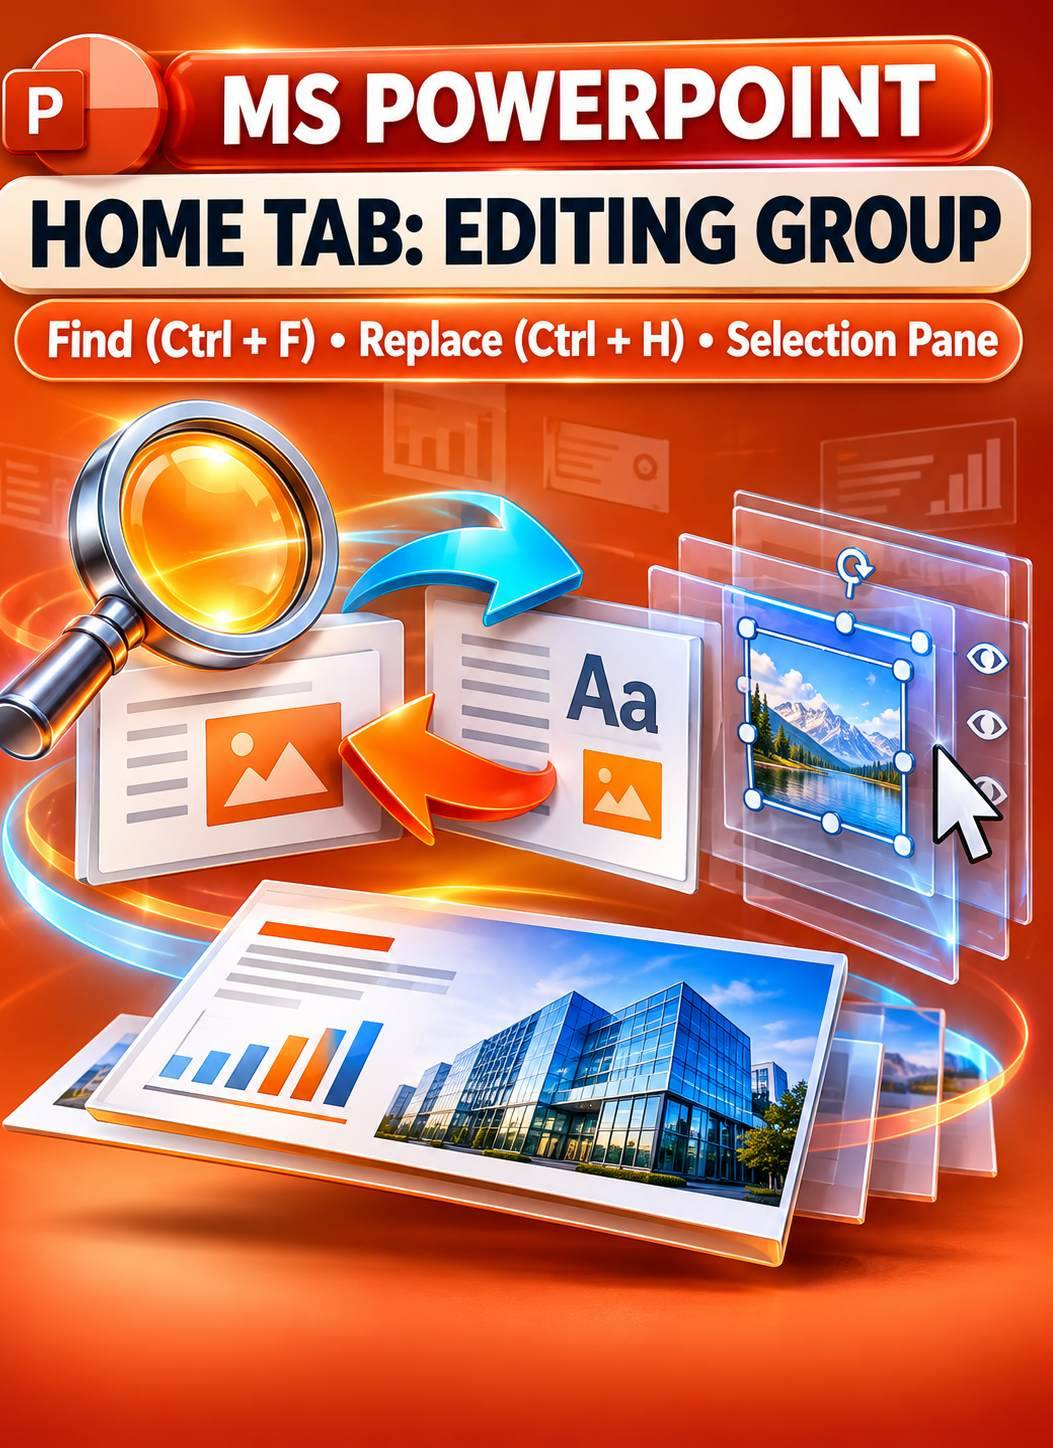 P
MS POWERPOINT
HOME TAB: EDITING GROUP
Find (Ctrl + F) • Replace (Ctrl + H) • Selection Pane
Aa